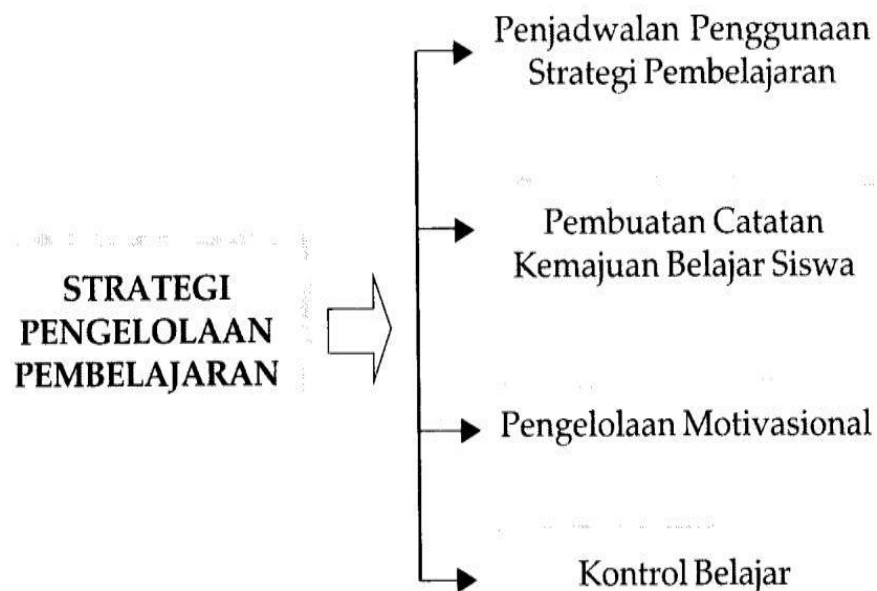 Penjadwalan Penggunaan
Strategi Pembelajaran
Pembuatan Catatan
Kemajuan Belajar Siswa
STRATEGI
PENGELOLAAN
PEMBELAJARAN
Pengelolaan Motivasional
Kontrol Belajar